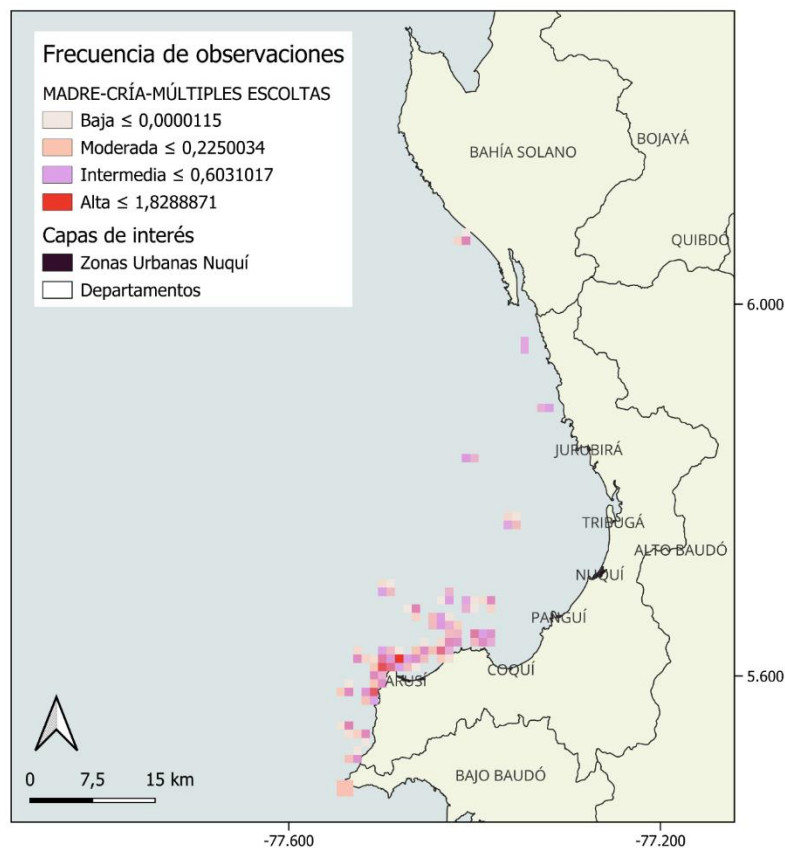 Frecuencia de observaciones
MADRE-CRÍA-MÚLTIPLES ESCOLTAS
Baja ≤ 0,0000115
Moderada ≤ 0,2250034
Intermedia ≤ 0,6031017
Alta ≤ 1,8288871
Capas de interés
Zonas Urbanas Nuquí
Departamentos
BOJAYÁ
BAHÍA SOLANO
QUIBDÓ
6.000
JURUBIRÁ
TRIBUGÁ
ALTO BAUDÓ
NUQUÍ
PANGUÍ
COQUÍ
5.600
ARUSÍ
BAJO BAUDÓ
0 7,5 15 km
-77.600 -77.200